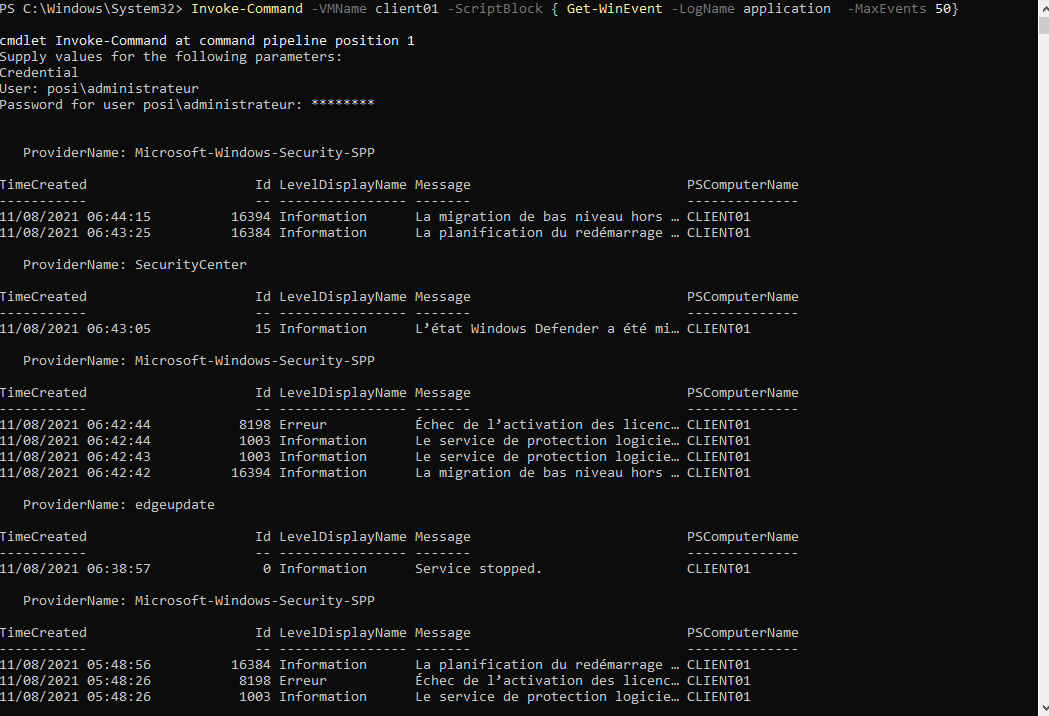 PS C:\Windows\System32> Invoke-Command -VMName client01 -ScriptBlock { Get-WinEvent -LogName application  -MaxEvents 50}
cmdlet Invoke-Command at command pipeline position 1
Supply values for the following parameters:
Credential
User: posi\administrateur
Password for user posi\administrateur: ********
ProviderName: Microsoft-Windows-Security-SPP
TimeCreated                     Id LevelDisplayName Message                           PSComputerName
-----------                     -- ---------------- -------                           --------------
11/08/2021 06:44:15          16394 Information      La migration de bas niveau hors … CLIENT01
11/08/2021 06:43:25          16384 Information      La planification du redémarrage … CLIENT01
ProviderName: SecurityCenter
TimeCreated                     Id LevelDisplayName Message                           PSComputerName
-----------                     -- ---------------- -------                           --------------
11/08/2021 06:43:05             15 Information      L’état Windows Defender a été mi… CLIENT01
ProviderName: Microsoft-Windows-Security-SPP
TimeCreated                     Id LevelDisplayName Message                           PSComputerName
-----------                     -- ---------------- -------                           --------------
11/08/2021 06:42:44           8198 Erreur           Échec de l’activation des licenc… CLIENT01
11/08/2021 06:42:44           1003 Information      Le service de protection logicie… CLIENT01
11/08/2021 06:42:43           1003 Information      Le service de protection logicie… CLIENT01
11/08/2021 06:42:42          16394 Information      La migration de bas niveau hors … CLIENT01
ProviderName: edgeupdate
TimeCreated                     Id LevelDisplayName Message                           PSComputerName
-----------                     -- ---------------- -------                           --------------
11/08/2021 06:38:57              0 Information      Service stopped.                  CLIENT01
ProviderName: Microsoft-Windows-Security-SPP
TimeCreated                     Id LevelDisplayName Message                           PSComputerName
-----------                     -- ---------------- -------                           --------------
11/08/2021 05:48:56          16384 Information      La planification du redémarrage … CLIENT01
11/08/2021 05:48:26           8198 Erreur           Échec de l’activation des licenc… CLIENT01
11/08/2021 05:48:26           1003 Information      Le service de protection logicie… CLIENT01